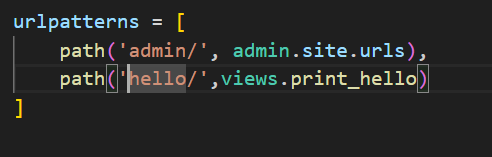 urlpatterns = [
    path('admin/', admin.site.urls),
    path('hello/',views.print_hello)
]